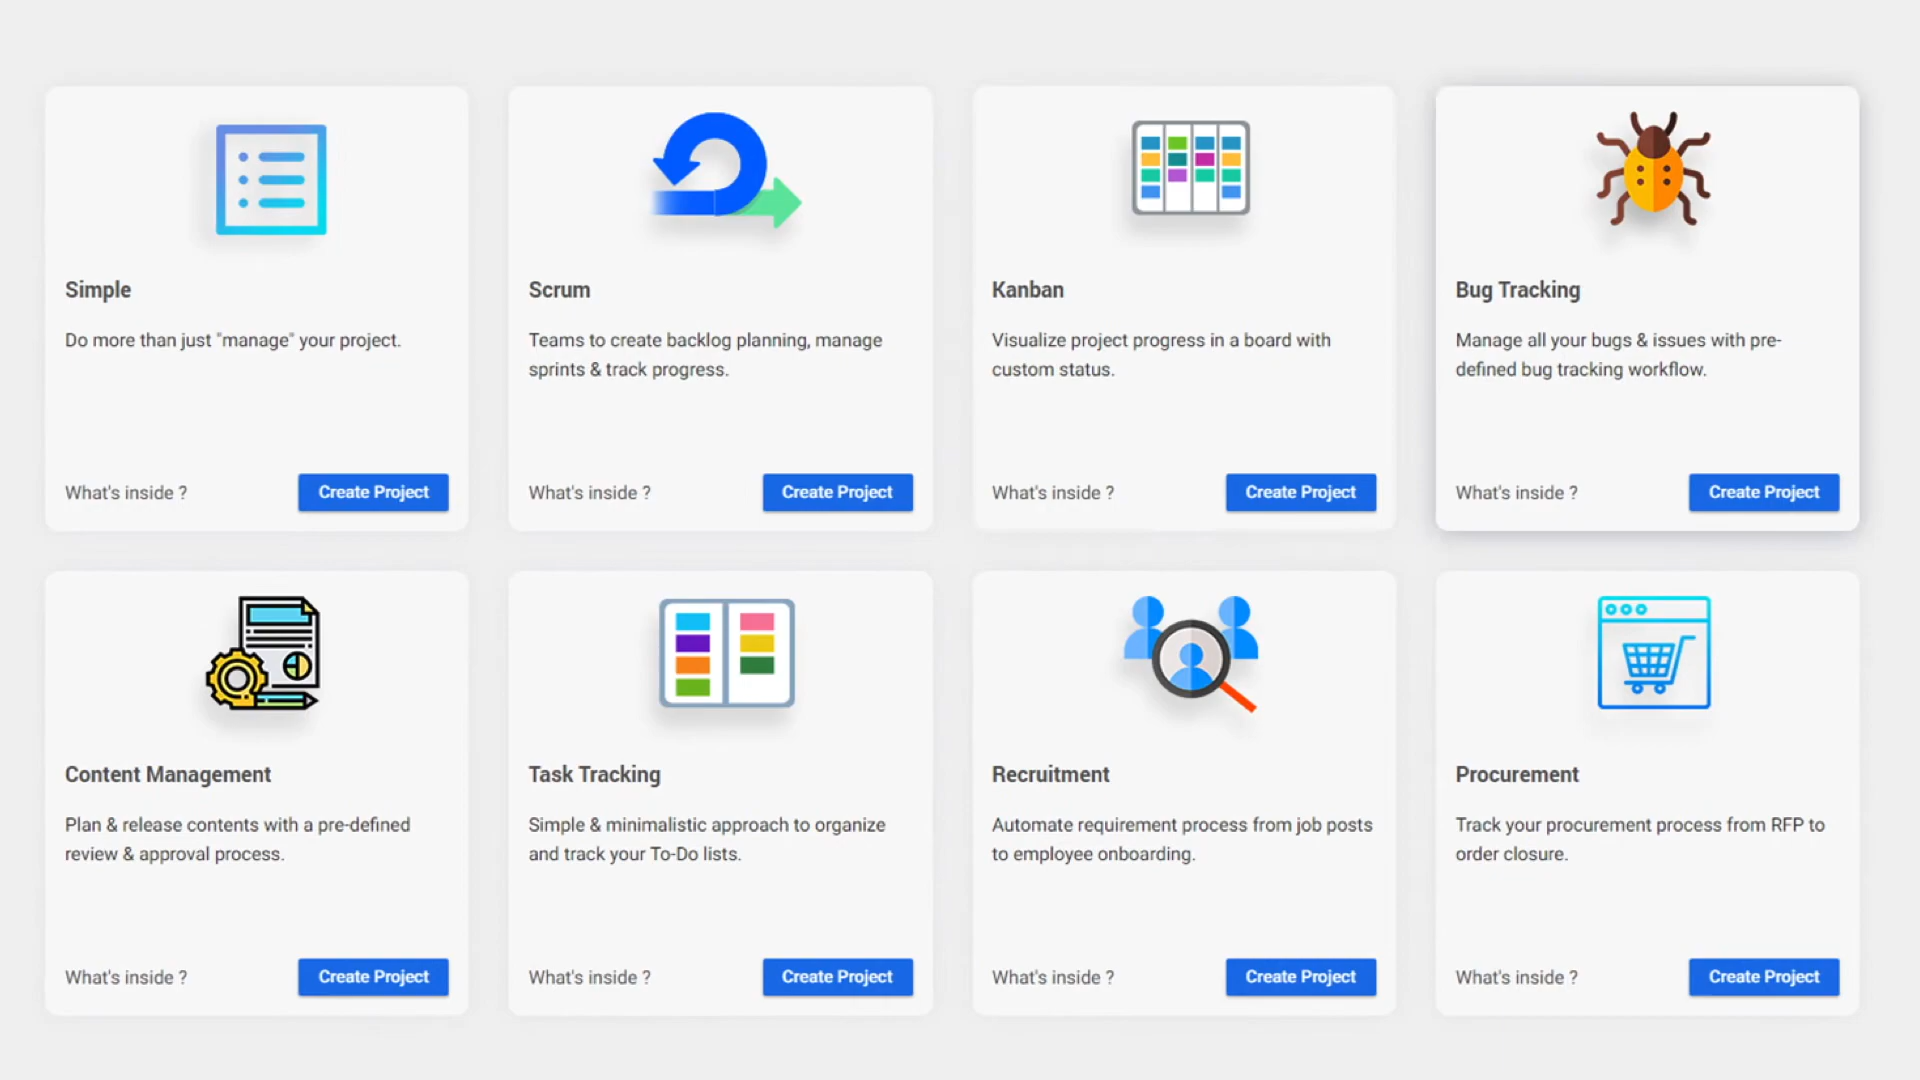 Simple
Do more than just "manage" your project.
What's inside ?
Create Project
Scrum
Teams to create backlog planning, manage
sprints & track progress.
What's inside ?
Create Project
Kanban
Visualize project progress in a board with
custom status.
What's inside ?
Create Project
Bug Tracking
Manage all your bugs & issues with pre-
defined bug tracking workflow.
What's inside ?
Create Project
Content Management
Plan & release contents with a pre-defined
review & approval process.
What's inside ?
Create Project
Task Tracking
Simple & minimalistic approach to organize
and track your To-Do lists.
What's inside ?
Create Project
Recruitment
Automate requirement process from job posts
to employee onboarding.
What's inside ?
Create Project
Procurement
Track your procurement process from RFP to
order closure.
What's inside ?
Create Project